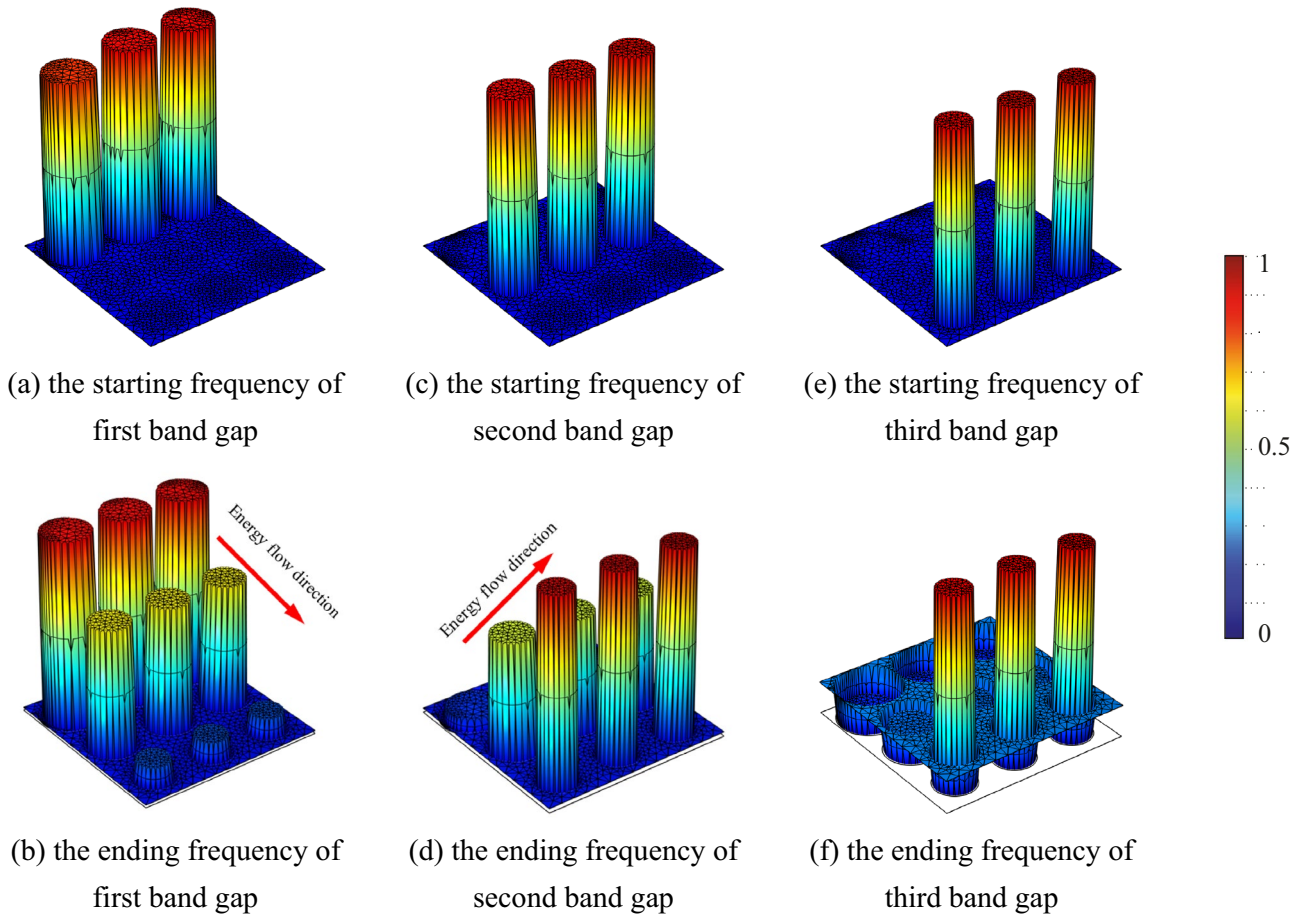 (a) the starting frequency of
first band gap
(c) the starting frequency of
second band gap
(e) the starting frequency of
third band gap
1
0.5
0
Energy flow direction
Energy flow direction
(b) the ending frequency of
first band gap
(d) the ending frequency of
second band gap
(f) the ending frequency of
third band gap